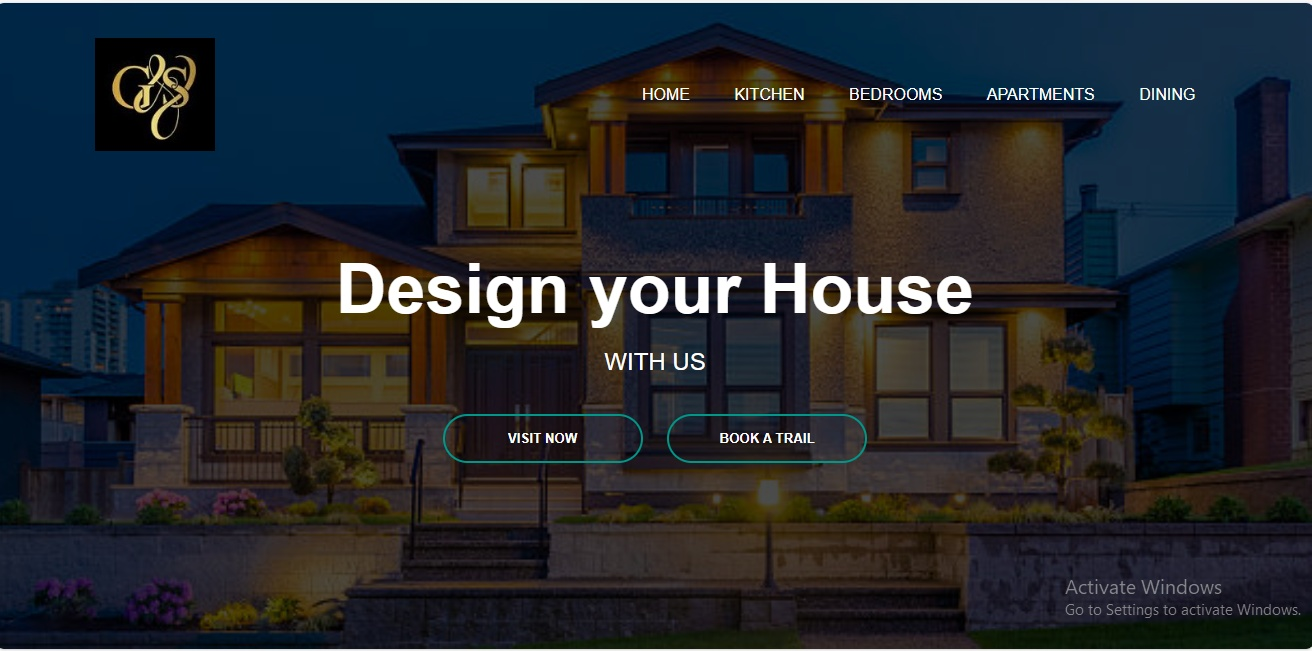 HOME KITCHEN BEDROOMS APARTMENTS DINING
Design your House
WITH US
VISIT NOW BOOK A TRAIL
Activate Windows
Go to Settings to activate Windows.